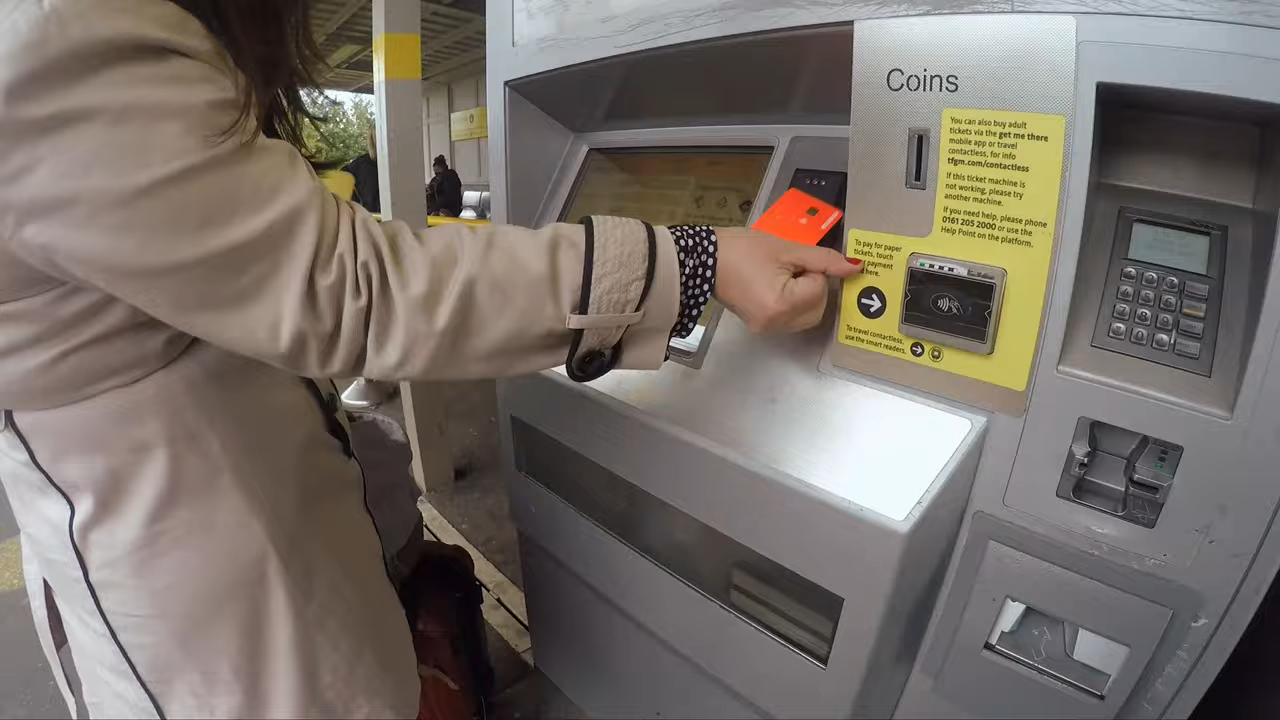 Coins
You can also buy adult
tickets via the get me there
mobile app or travel
contactless, for info
tfgm.com/contactless
If this ticket machine is
not working, please try
another machine.
If you need help, please phone
0161 205 2000 or use the
Help Point on the platform.
To pay for paper
tickets, touch
payment
here.
To travel contactless,
use the smart readers.